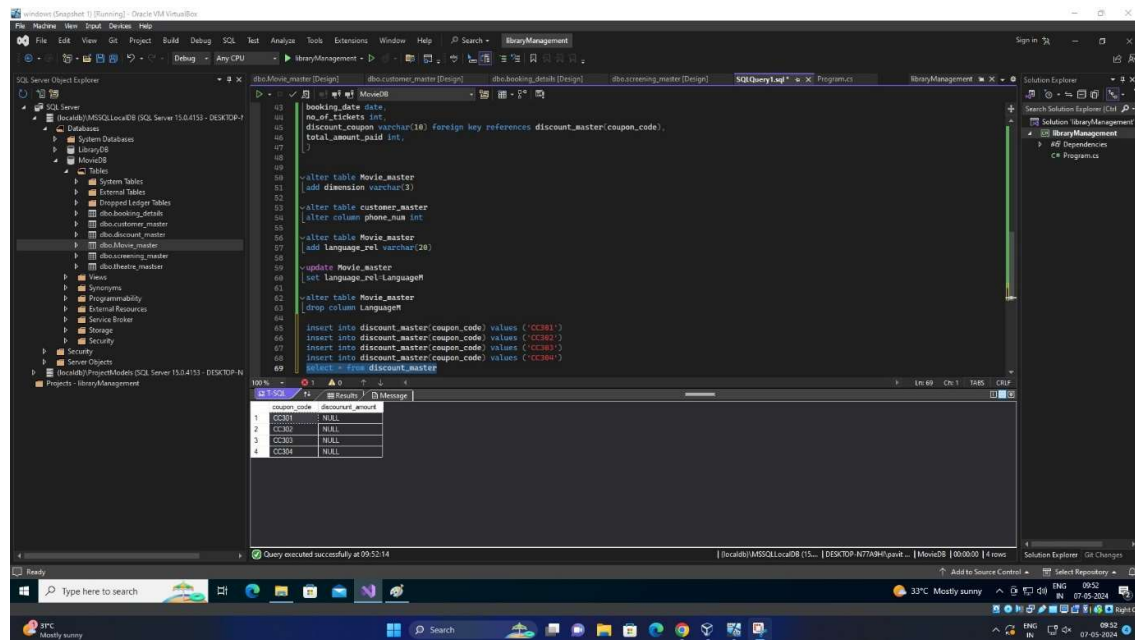 windows (Snapshot 1) [Running] - Oracle VM VirtualBox
File Machine View Input Devices Help
File Edit View Git Project Build Debug SQL Test Analyze Tools Extensions Window Help Search libraryManagement Sign in
Debug Any CPU libraryManagement
SQL Server Object Explorer
dbo.Movie_master [Design] dbo.customer_master [Design] dbo.booking_details [Design] dbo.screening_master [Design] SQLQuery1.sql * Program.cs libraryManagement
Solution Explorer
MovieDB
Search Solution Explorer (Ctrl
Solution 'libraryManagement'
libraryManagement
Dependencies
C# Program.cs
SQL Server
(localdb)\MSSQLLocalDB (SQL Server 15.0.4153 - DESKTOP-
Databases
System Databases
LibraryDB
MovieDB
Tables
System Tables
External Tables
Dropped Ledger Tables
dbo.booking_details
dbo.customer_master
dbo.discount_master
dbo.Movie_master
dbo.screening_master
dbo.theatre_mastser
Views
Synonyms
Programmability
External Resources
Service Broker
Storage
Security
Security
Server Objects
(localdb)\ProjectModels (SQL Server 15.0.4153 - DESKTOP-N
Projects - libraryManagement
43 booking_date date,
44 no_of_tickets int,
45 discount_coupon varchar(10) foreign key references discount_master(coupon_code),
46 total_amount_paid int,
47 )
48
49
50 alter table Movie_master
51 add dimension varchar(3)
52
53 alter table customer_master
54 alter column phone_num int
55
56 alter table Movie_master
57 add language_rel varchar(20)
58
59 update Movie_master
60 set language_rel=LanguageM
61
62 alter table Movie_master
63 drop column LanguageM
64
65 insert into discount_master(coupon_code) values ('CC301')
66 insert into discount_master(coupon_code) values ('CC302')
67 insert into discount_master(coupon_code) values ('CC303')
68 insert into discount_master(coupon_code) values ('CC304')
69 select * from discount_master
100 % 1 0 Ln: 69 Ch: 1 TABS CRLF
T-SQL Results Message
coupon_code discoununt_amount
1 CC301 NULL
2 CC302 NULL
3 CC303 NULL
4 CC304 NULL
Query executed successfully at 09:52:14 (localdb)\MSSQLLocalDB (15.... DESKTOP-N77A9HI\pavit ... MovieDB 00:00:00 4 rows
Solution Explorer Git Changes
Ready Add to Source Control Select Repository
Type here to search 33°C Mostly sunny ENG IN 09:52 07-05-2024
Right C
31°C Mostly sunny Search ENG IN 09:52 07-05-2024